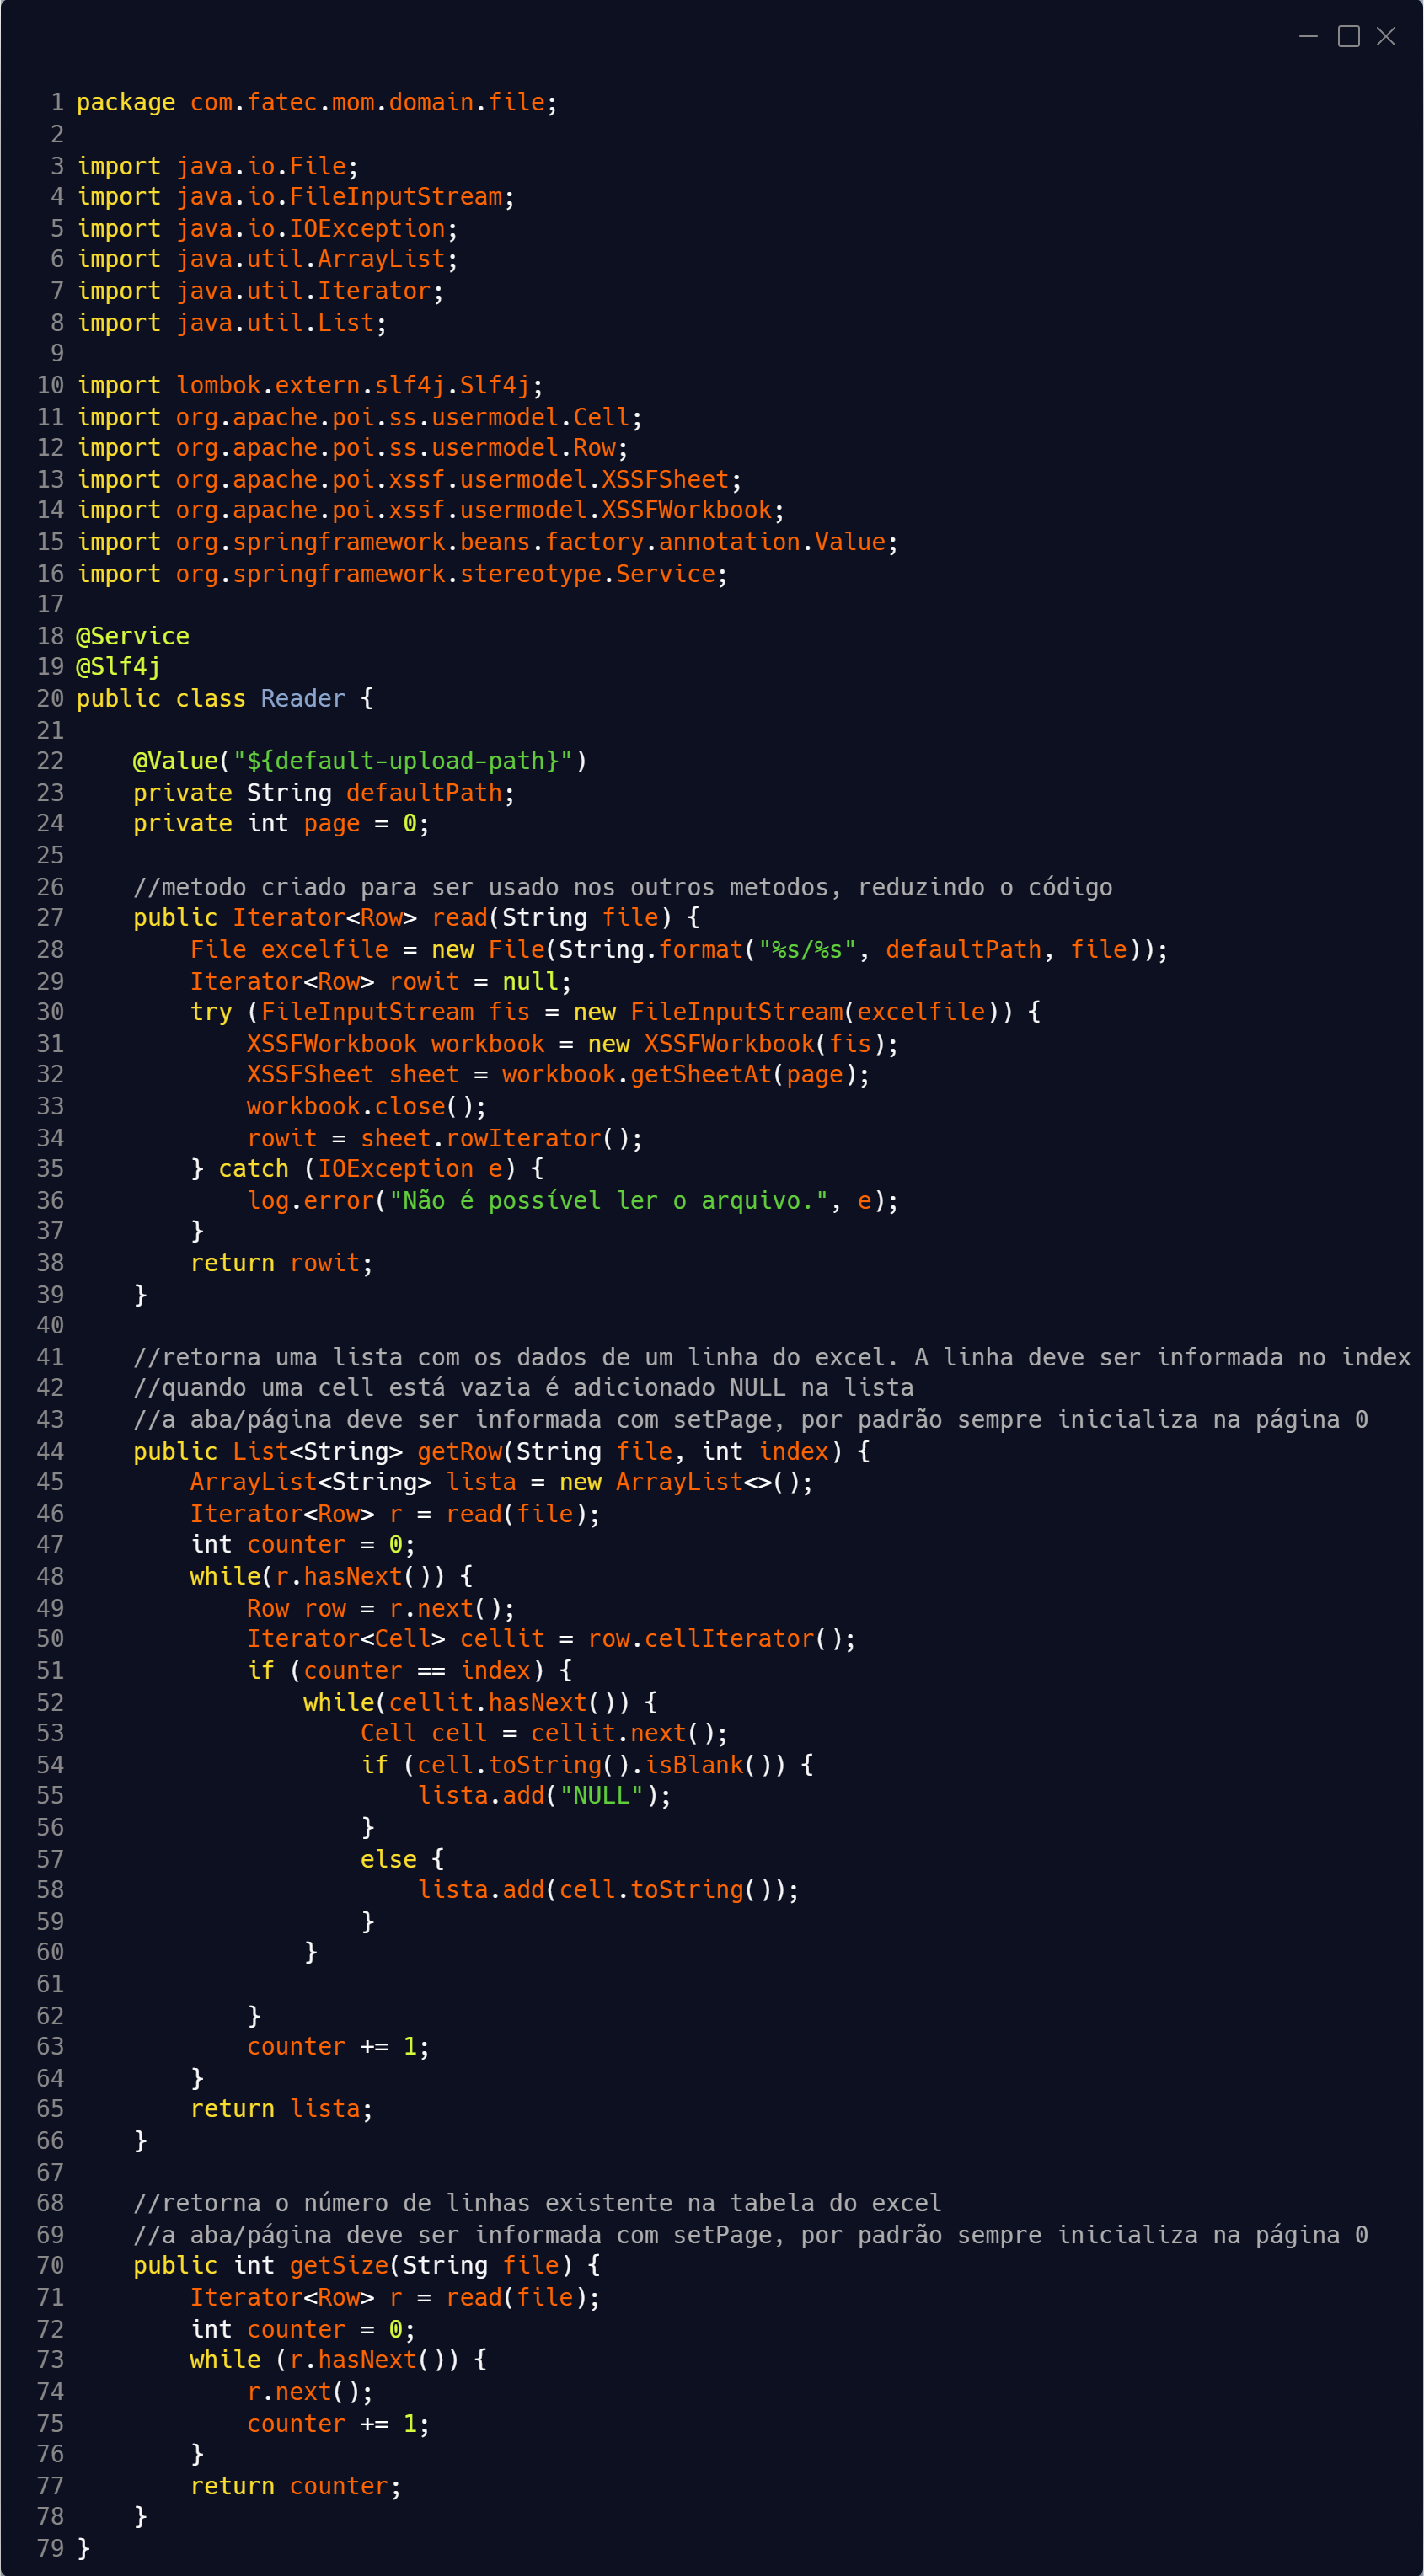 1 package com.fatec.mom.domain.file;
2
3 import java.io.File;
4 import java.io.FileInputStream;
5 import java.io.IOException;
6 import java.util.ArrayList;
7 import java.util.Iterator;
8 import java.util.List;
9
10 import lombok.extern.slf4j.Slf4j;
11 import org.apache.poi.ss.usermodel.Cell;
12 import org.apache.poi.ss.usermodel.Row;
13 import org.apache.poi.xssf.usermodel.XSSFSheet;
14 import org.apache.poi.xssf.usermodel.XSSFWorkbook;
15 import org.springframework.beans.factory.annotation.Value;
16 import org.springframework.stereotype.Service;
17
18 @Service
19 @Slf4j
20 public class Reader {
21
22     @Value("${default-upload-path}")
23     private String defaultPath;
24     private int page = 0;
25
26     //metodo criado para ser usado nos outros metodos, reduzindo o código
27     public Iterator<Row> read(String file) {
28         File excelfile = new File(String.format("%s/%s", defaultPath, file));
29         Iterator<Row> rowit = null;
30         try (FileInputStream fis = new FileInputStream(excelfile)) {
31             XSSFWorkbook workbook = new XSSFWorkbook(fis);
32             XSSFSheet sheet = workbook.getSheetAt(page);
33             workbook.close();
34             rowit = sheet.rowIterator();
35         } catch (IOException e) {
36             log.error("Não é possível ler o arquivo.", e);
37         }
38         return rowit;
39     }
40
41     //retorna uma lista com os dados de um linha do excel. A linha deve ser informada no index
42     //quando uma cell está vazia é adicionado NULL na lista
43     //a aba/página deve ser informada com setPage, por padrão sempre inicializa na página 0
44     public List<String> getRow(String file, int index) {
45         ArrayList<String> lista = new ArrayList<>();
46         Iterator<Row> r = read(file);
47         int counter = 0;
48         while(r.hasNext()) {
49             Row row = r.next();
50             Iterator<Cell> cellit = row.cellIterator();
51             if (counter == index) {
52                 while(cellit.hasNext()) {
53                     Cell cell = cellit.next();
54                     if (cell.toString().isBlank()) {
55                         lista.add("NULL");
56                     }
57                     else {
58                         lista.add(cell.toString());
59                     }
60                 }
61
62             }
63             counter += 1;
64         }
65         return lista;
66     }
67
68     //retorna o número de linhas existente na tabela do excel
69     //a aba/página deve ser informada com setPage, por padrão sempre inicializa na página 0
70     public int getSize(String file) {
71         Iterator<Row> r = read(file);
72         int counter = 0;
73         while (r.hasNext()) {
74             r.next();
75             counter += 1;
76         }
77         return counter;
78     }
79 }